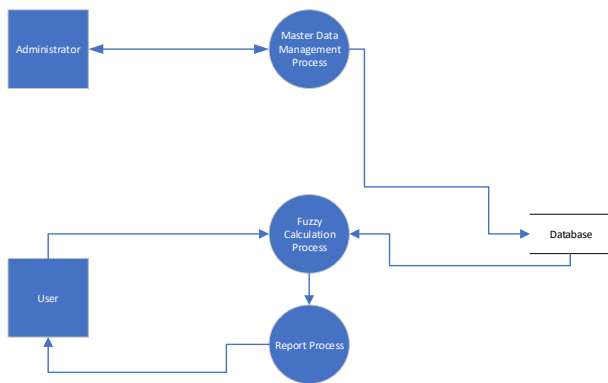 Administrator
Master Data
Management
Process
Fuzzy
Calculation
Process
Database
User
Report Process